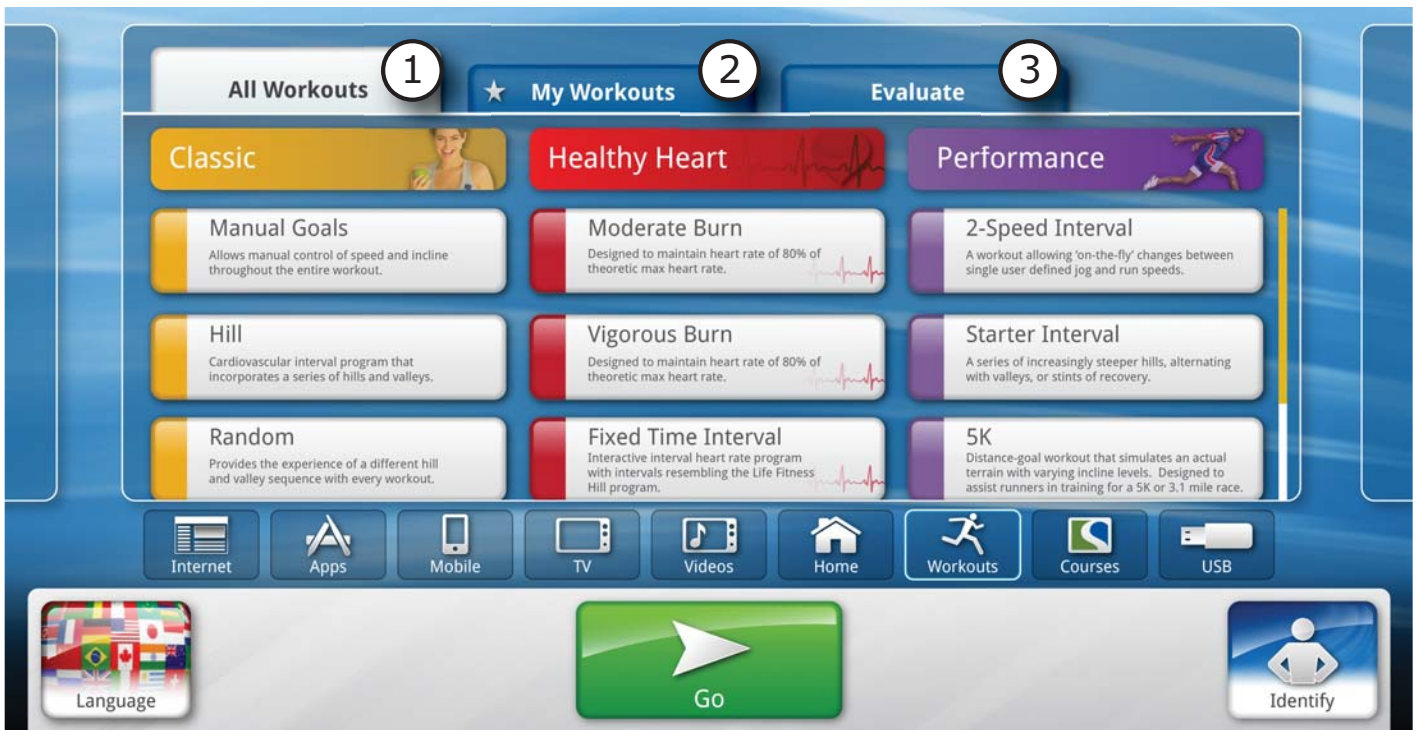 All Workouts
1
★ My Workouts
2
Evaluate
3
Classic
Healthy Heart
Performance
Manual Goals
Allows manual control of speed and incline
throughout the entire workout.
Moderate Burn
Designed to maintain heart rate of 80% of
theoretic max heart rate.
2-Speed Interval
A workout allowing ‘on-the-fly’ changes between
single user defined jog and run speeds.
Hill
Cardiovascular interval program that
incorporates a series of hills and valleys.
Vigorous Burn
Designed to maintain heart rate of 80% of
theoretic max heart rate.
Starter Interval
A series of increasingly steeper hills, alternating
with valleys, or stints of recovery.
Random
Provides the experience of a different hill
and valley sequence with every workout.
Fixed Time Interval
Interactive interval heart rate program
with intervals resembling the Life Fitness
Hill program.
5K
Distance-goal workout that simulates an actual
terrain with varying incline levels.  Designed to
assist runners in training for a 5K or 3.1 mile race.
Internet
Apps
Mobile
TV
Videos
Home
Workouts
Courses
USB
Language
Go
Identify